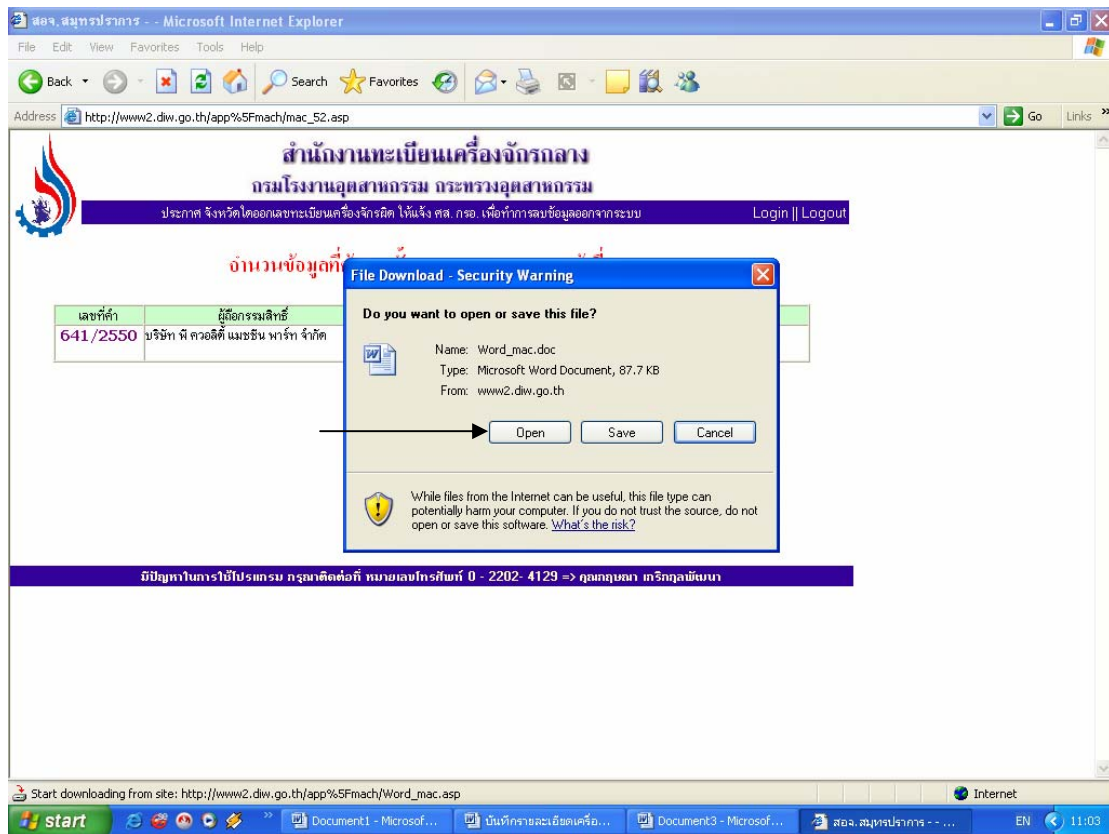 สอจ.สมุทรปราการ - - Microsoft Internet Explorer
File Edit View Favorites Tools Help
Back Search Favorites
Address http://www2.diw.go.th/app%5Fmach/mac_52.asp Go Links
สำนักงานทะเบียนเครื่องจักรกลาง
กรมโรงงานอุตสาหกรรม กระทรวงอุตสาหกรรม
ประกาศ จังหวัดใดออกเลขทะเบียนเครื่องจักรผิด ให้แจ้ง ศส. กรอ. เพื่อทำการลบข้อมูลออกจากระบบ Login || Logout
จำนวนข้อมูลที่
File Download - Security Warning
Do you want to open or save this file?
Name: Word_mac.doc
Type: Microsoft Word Document, 87.7 KB
From: www2.diw.go.th
Open Save Cancel
While files from the Internet can be useful, this file type can
potentially harm your computer. If you do not trust the source, do not
open or save this software. What's the risk?
เลขที่คำ ผู้ถือกรรมสิทธิ์
641/2550 บริษัท พี ควอลิตี้ แมชชีน พาร์ท จำกัด
มีปัญหาในการใช้โปรแกรม กรุณาติดต่อที่ หมายเลขโทรศัพท์ 0 - 2202- 4129 => คุณกฤษณา
Start downloading from site: http://www2.diw.go.th/app%5Fmach/Word_mac.asp Internet
start Document1 - Microsof... บันทึกรายละเอียดเครื่อ... Document3 - Microsof... สอจ.สมุทรปราการ - - ... EN 11:03